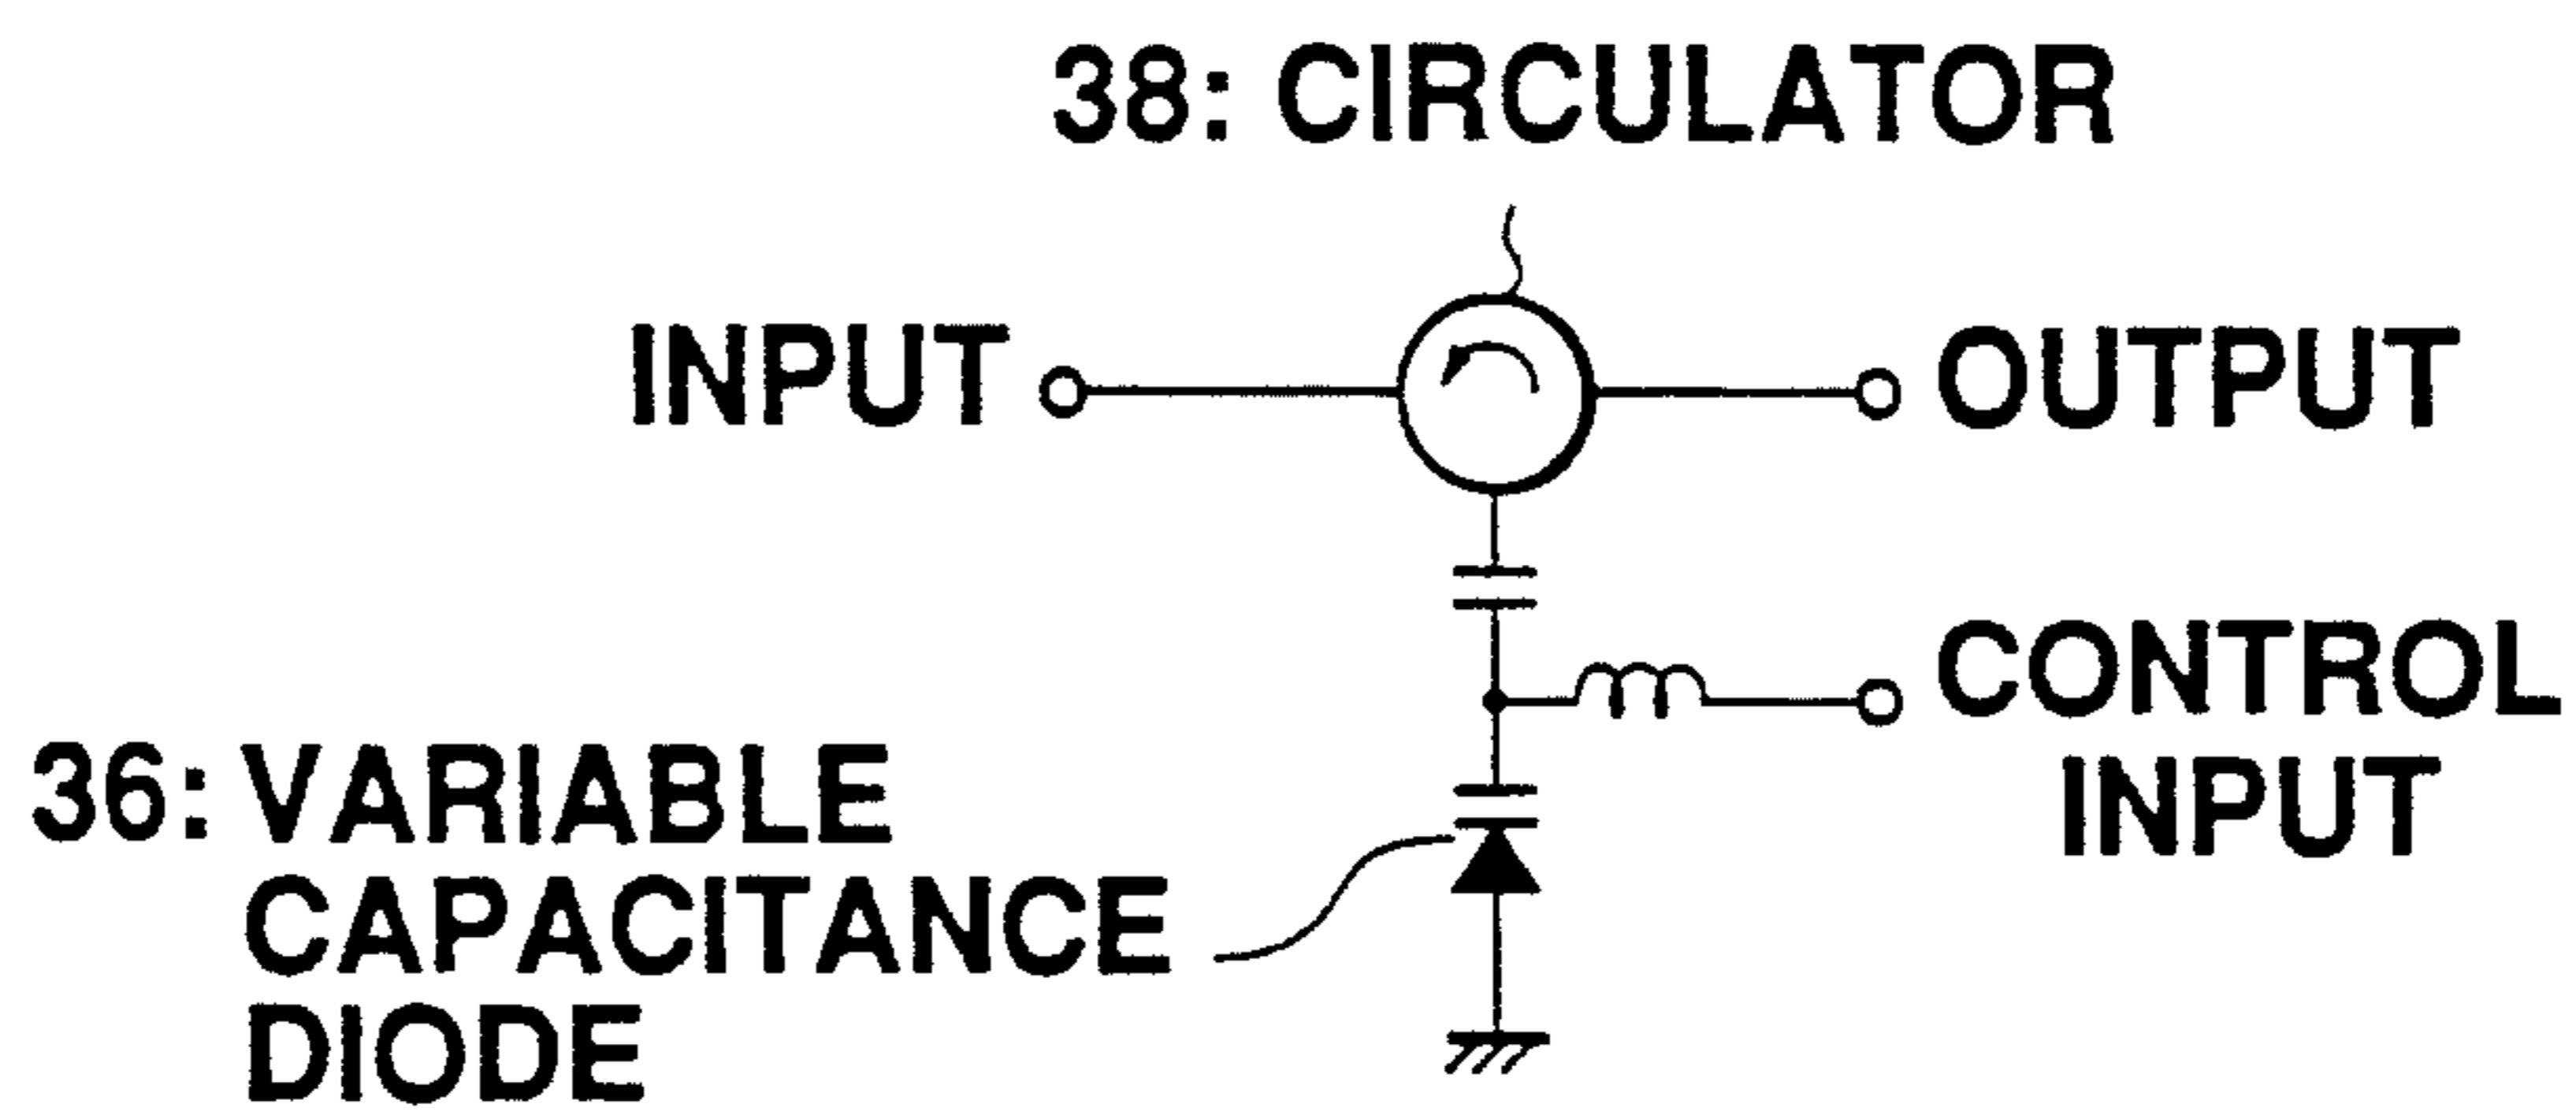 38: CIRCULATOR
INPUT
OUTPUT
CONTROL
INPUT
36: VARIABLE
CAPACITANCE
DIODE